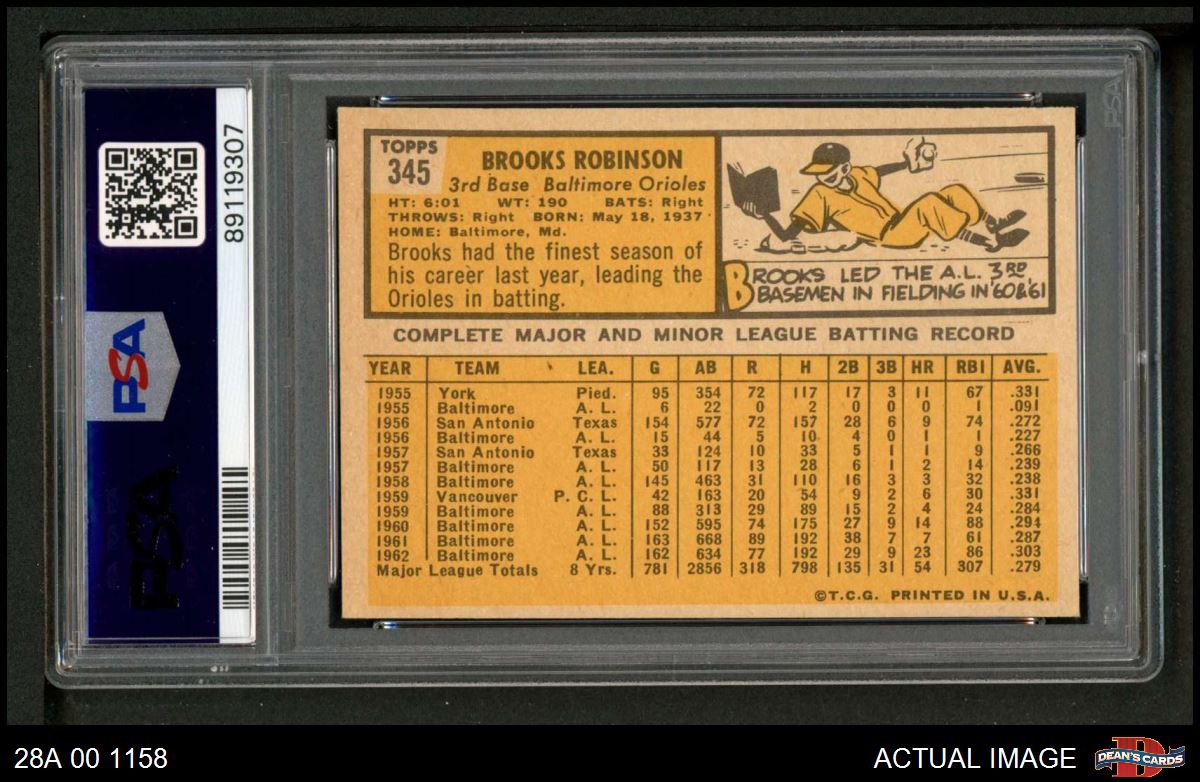 89119307
PSA
PSA
PSA
TOPPS
345
BROOKS ROBINSON
3rd Base Baltimore Orioles
HT: 6:01 WT: 190 BATS: Right
THROWS: Right BORN: May 18, 1937
HOME: Baltimore, Md.
Brooks had the finest season of
his career last year, leading the
Orioles in batting.
BROOKS LED THE A.L. 3RD
BASEMEN IN FIELDING IN '60 & '61
COMPLETE MAJOR AND MINOR LEAGUE BATTING RECORD
YEAR TEAM LEA. G AB R H 2B 3B HR RBI AVG.
1955 York Pied. 95 354 72 117 17 3 11 67 .331
1955 Baltimore A. L. 6 22 0 2 0 0 0 1 .091
1956 San Antonio Texas 154 577 72 157 28 6 9 74 .272
1956 Baltimore A. L. 15 44 5 10 4 0 1 1 .227
1957 San Antonio Texas 33 124 10 33 5 1 1 9 .266
1957 Baltimore A. L. 50 117 13 28 6 1 2 14 .239
1958 Baltimore A. L. 145 463 31 110 16 3 3 32 .238
1959 Vancouver P. C. L. 42 163 20 54 9 2 6 30 .331
1959 Baltimore A. L. 88 313 29 89 15 2 4 24 .284
1960 Baltimore A. L. 152 595 74 175 27 9 14 88 .294
1961 Baltimore A. L. 163 668 89 192 38 7 7 61 .287
1962 Baltimore A. L. 162 634 77 192 29 9 23 86 .303
Major League Totals 8 Yrs. 781 2856 318 798 135 31 54 307 .279
©T.C.G. PRINTED IN U.S.A.
28A 00 1158
ACTUAL IMAGE
DEAN'S CARDS